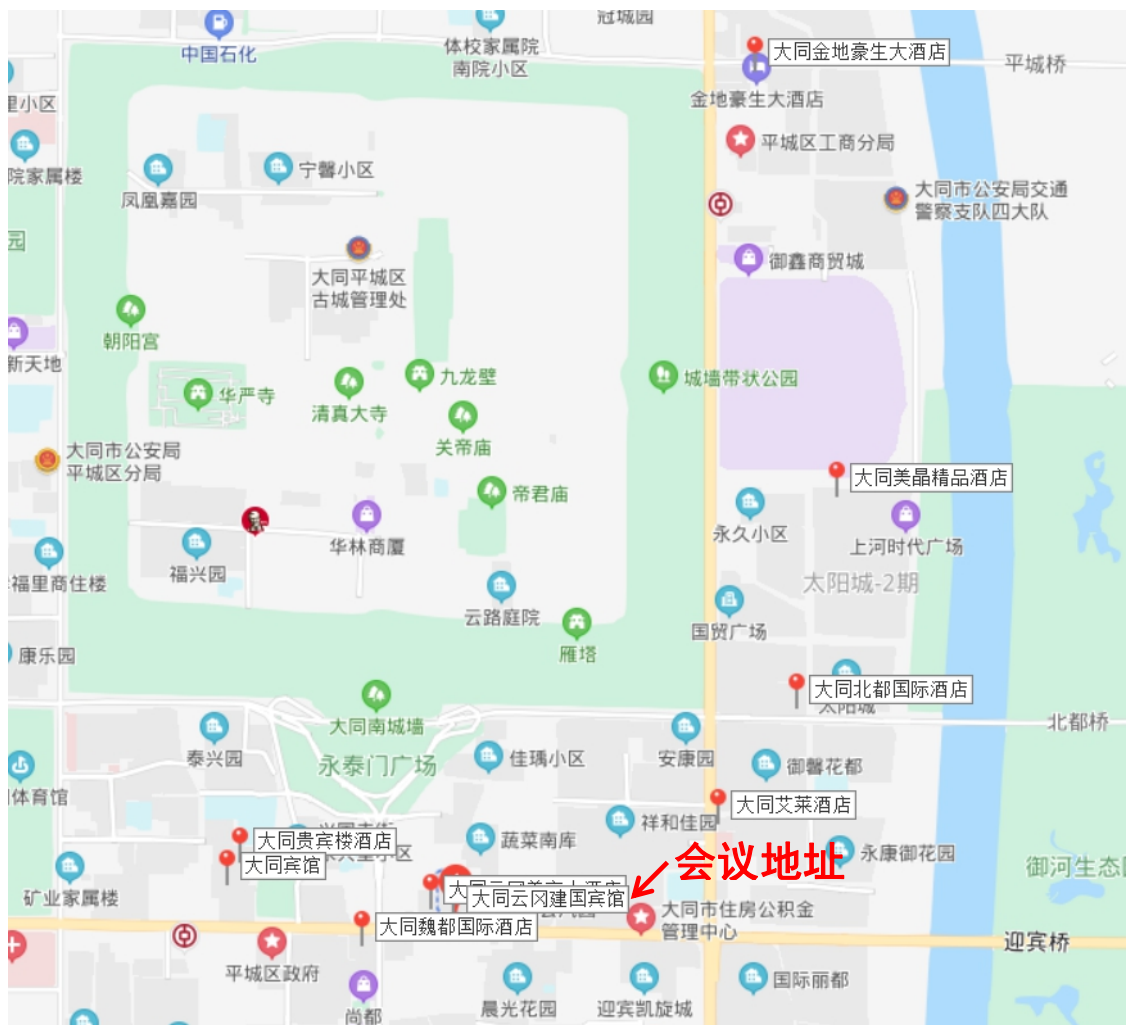 冠城园
中国石化
体校家属院
南院小区
大同金地豪生大酒店
平城桥
金地豪生大酒店
里小区
平城区工商分局
院家属楼
宁馨小区
凤凰嘉园
大同市公安局交通
警察支队四大队
园
御鑫商贸城
大同平城区
古城管理处
朝阳宫
新天地
九龙壁
城墙带状公园
华严寺
清真大寺
关帝庙
大同市公安局
平城区分局
大同美晶精品酒店
帝君庙
永久小区
华林商厦
上河时代广场
福兴园
福里商住楼
太阳城-2期
云路庭院
国贸广场
雁塔
康乐园
大同北都国际酒店
太阳城
大同南城墙
北都桥
泰兴园
永泰门广场
佳瑀小区
安康园
御馨花都
体育馆
大同艾莱酒店
祥和佳园
大同贵宾楼酒店
蔬菜南库
小区
大同宾馆
会议地址
永康御花园
御河生态
矿业家属楼
大同云冈建国宾馆
大同魏都国际酒店
大同市住房公积金
管理中心
迎宾桥
平城区政府
国际丽都
晨光花园
迎宾凯旋城
尚都